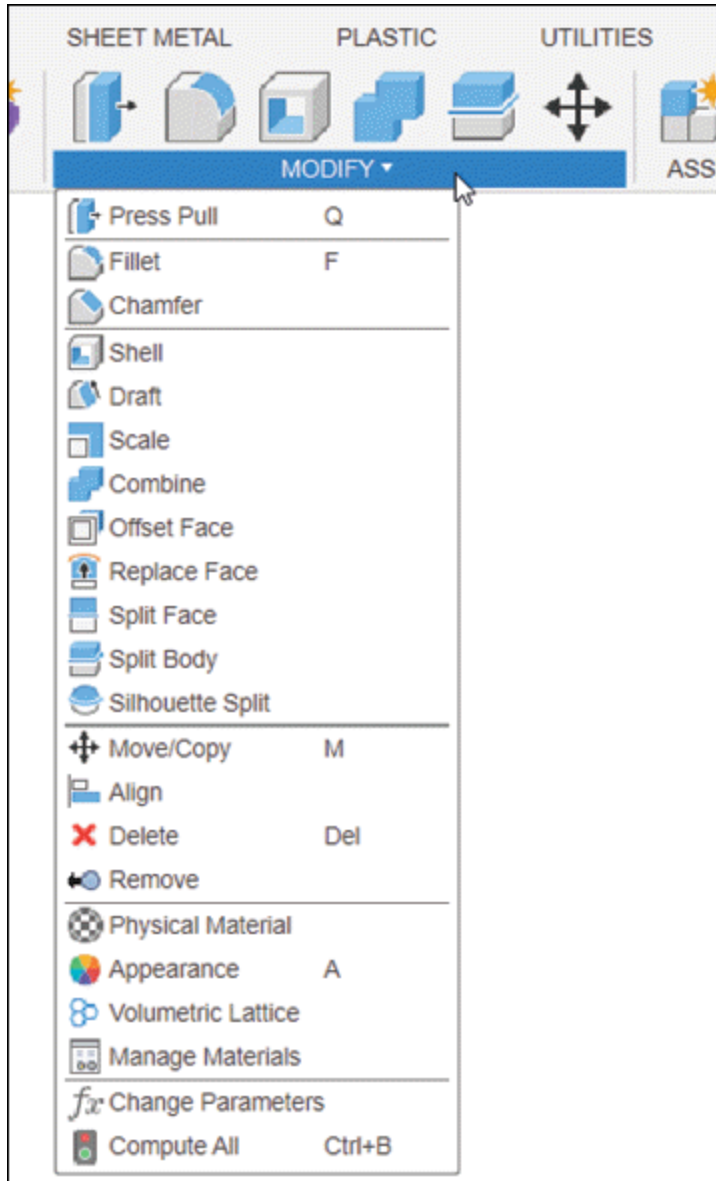 SHEET METAL PLASTIC UTILITIES
MODIFY ASS
Press Pull Q
Fillet F
Chamfer
Shell
Draft
Scale
Combine
Offset Face
Replace Face
Split Face
Split Body
Silhouette Split
Move/Copy M
Align
Delete Del
Remove
Physical Material
Appearance A
Volumetric Lattice
Manage Materials
fx Change Parameters
Compute All Ctrl+B